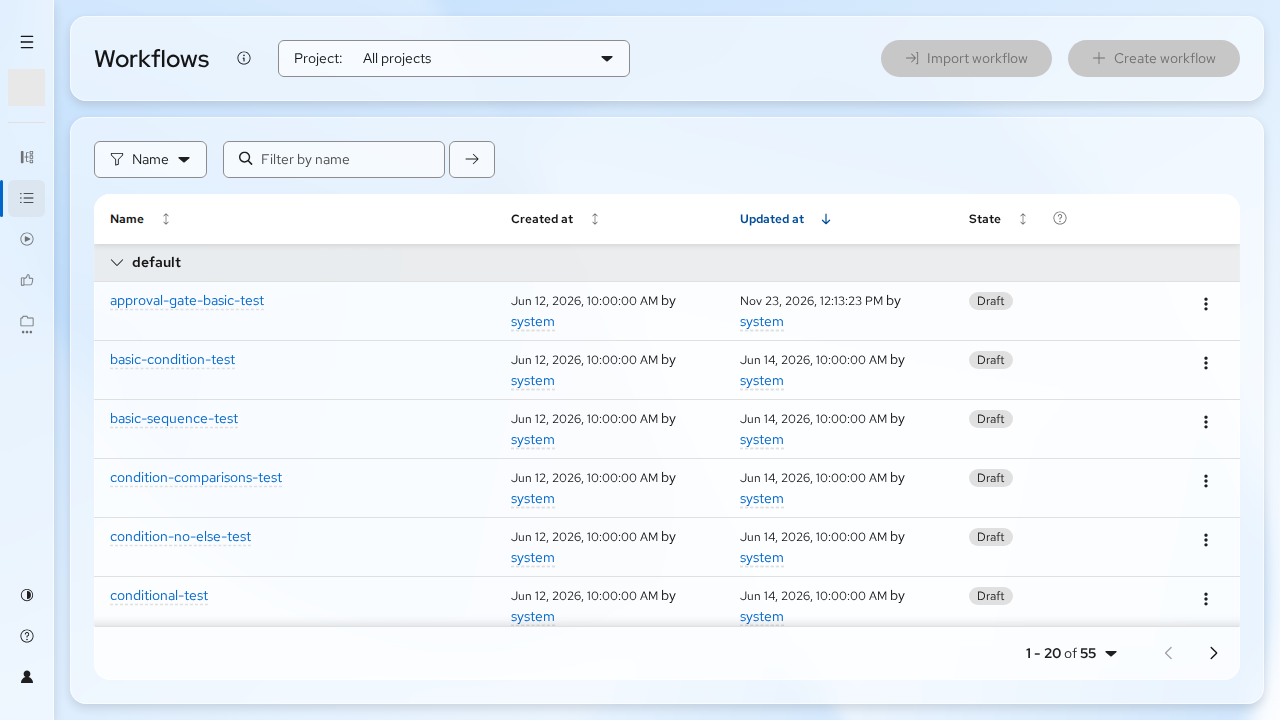 Workflows
Project: All projects
Import workflow
Create workflow
Name
Filter by name
Name Created at Updated at State
default
approval-gate-basic-test Jun 12, 2026, 10:00:00 AM by Nov 23, 2026, 12:13:23 PM by Draft
system system
basic-condition-test Jun 12, 2026, 10:00:00 AM by Jun 14, 2026, 10:00:00 AM by Draft
system system
basic-sequence-test Jun 12, 2026, 10:00:00 AM by Jun 14, 2026, 10:00:00 AM by Draft
system system
condition-comparisons-test Jun 12, 2026, 10:00:00 AM by Jun 14, 2026, 10:00:00 AM by Draft
system system
condition-no-else-test Jun 12, 2026, 10:00:00 AM by Jun 14, 2026, 10:00:00 AM by Draft
system system
conditional-test Jun 12, 2026, 10:00:00 AM by Jun 14, 2026, 10:00:00 AM by Draft
system system
1 - 20 of 55